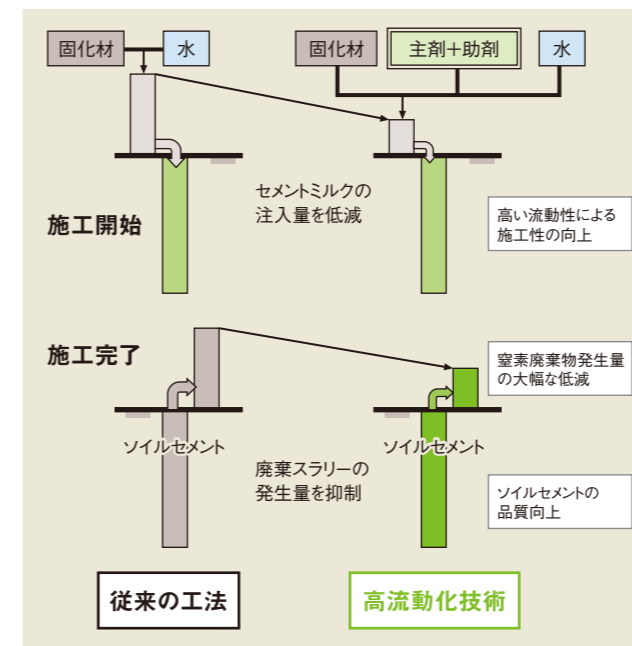 固化材
水
固化材
主剤＋助剤
水
セメントミルクの
注入量を低減
施工開始
高い流動性による
施工性の向上
施工完了
窒素廃棄物発生量
の大幅な低減
ソイルセメント
ソイルセメント
廃棄スラリーの
発生量を抑制
ソイルセメントの
品質向上
従来の工法
高流動化技術